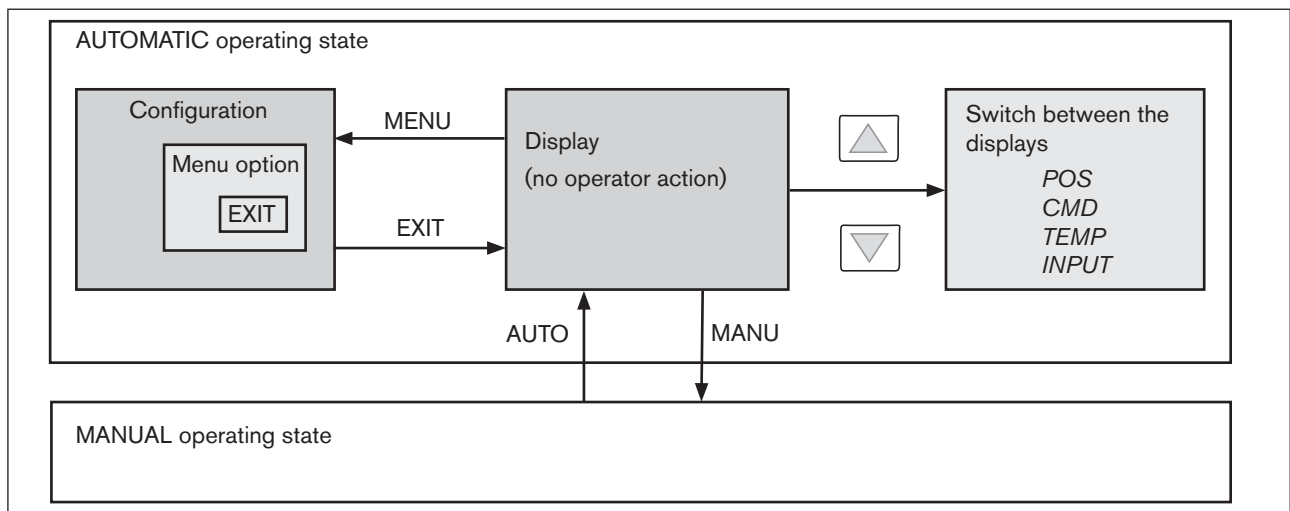 AUTOMATIC operating state
Configuration
Menu option
EXIT
MENU
EXIT
Display
(no operator action)
Switch between the
displays
POS
CMD
TEMP
INPUT
AUTO
MANU
MANUAL operating state